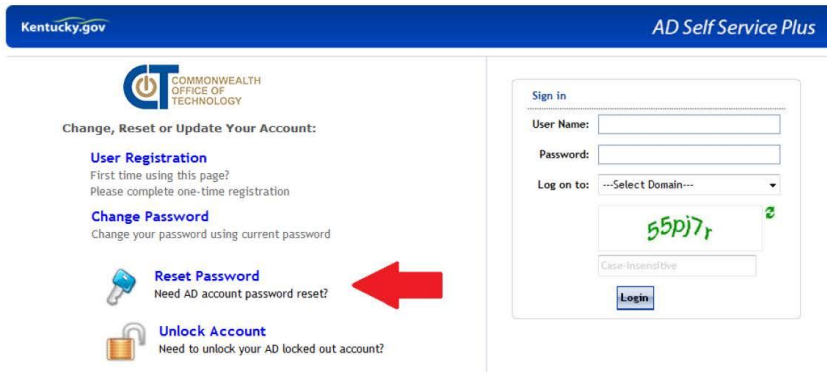 Kentucky.gov
AD Self Service Plus
COMMONWEALTH
OFFICE OF
TECHNOLOGY
Change, Reset or Update Your Account:
User Registration
First time using this page?
Please complete one-time registration
Change Password
Change your password using current password
Reset Password
Need AD account password reset?
Unlock Account
Need to unlock your AD locked out account?
Sign in
User Name:
Password:
Log on to: ---Select Domain---
55pj7r
Case-Insensitive
Login